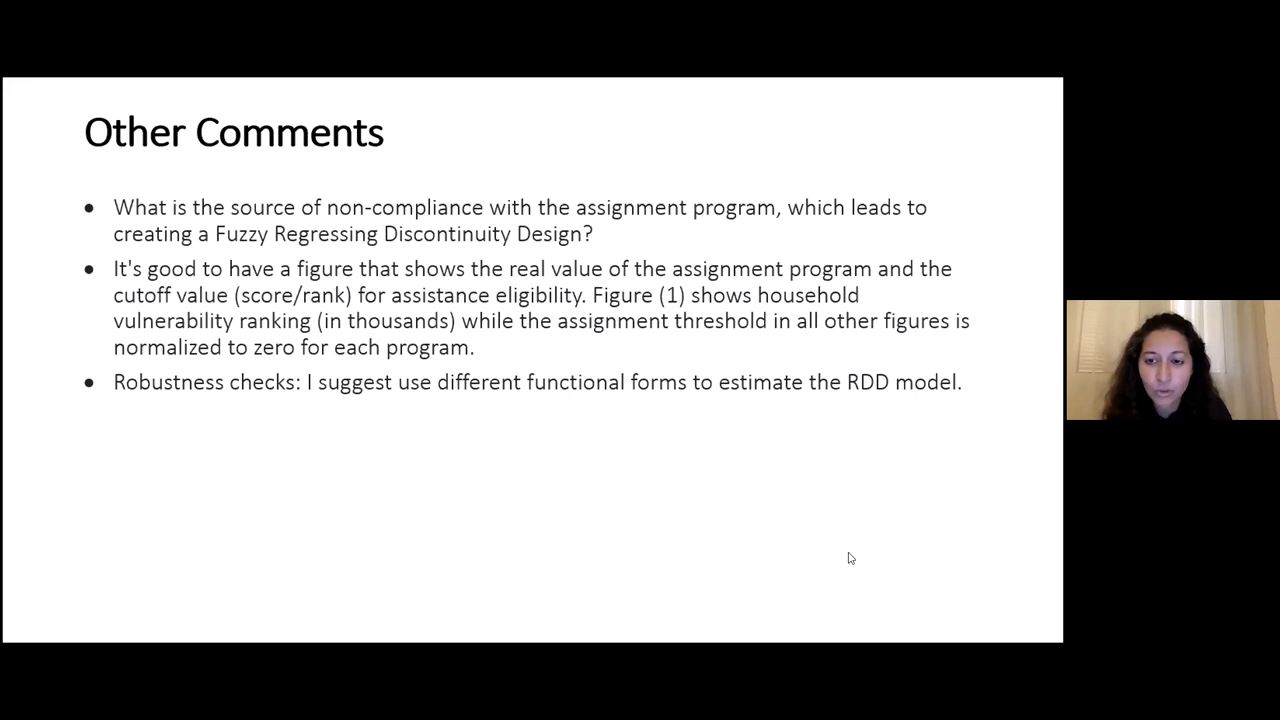 Other Comments
• What is the source of non-compliance with the assignment program, which leads to
creating a Fuzzy Regressing Discontinuity Design?
• It's good to have a figure that shows the real value of the assignment program and the
cutoff value (score/rank) for assistance eligibility. Figure (1) shows household
vulnerability ranking (in thousands) while the assignment threshold in all other figures is
normalized to zero for each program.
• Robustness checks: I suggest use different functional forms to estimate the RDD model.